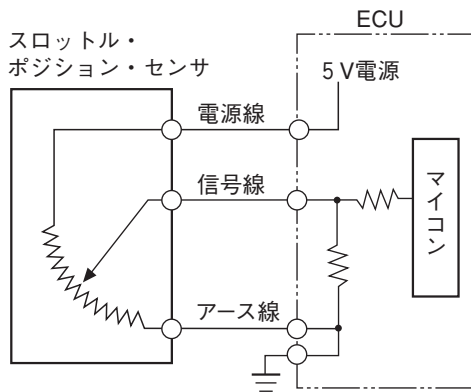 ECU
スロットル・
ポジション・センサ
5 V電源
電源線
信号線
マイコン
アース線